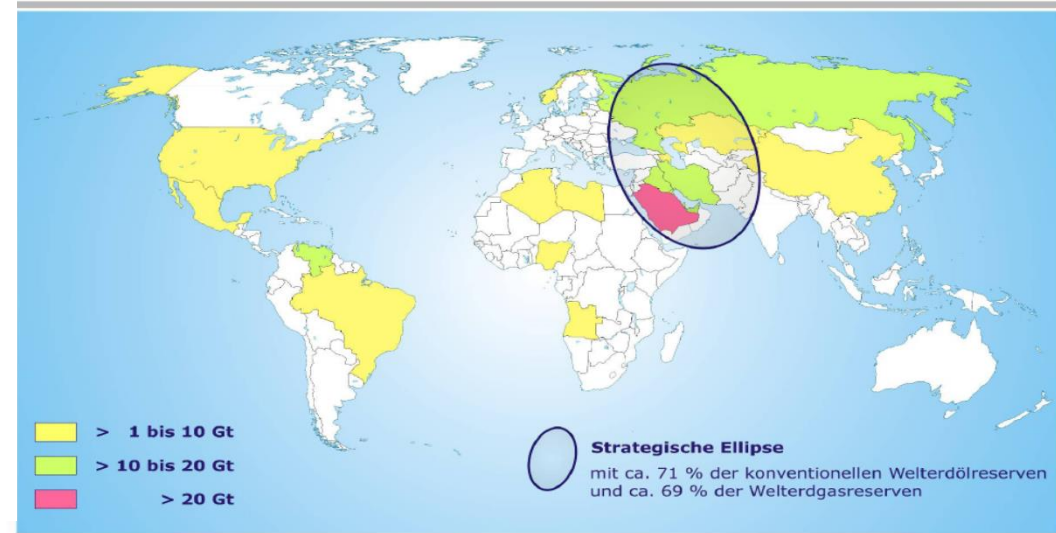 > 1 bis 10 Gt
> 10 bis 20 Gt
> 20 Gt
Strategische Ellipse
mit ca. 71 % der konventionellen Welterdölreserven
und ca. 69 % der Welterdgasreserven